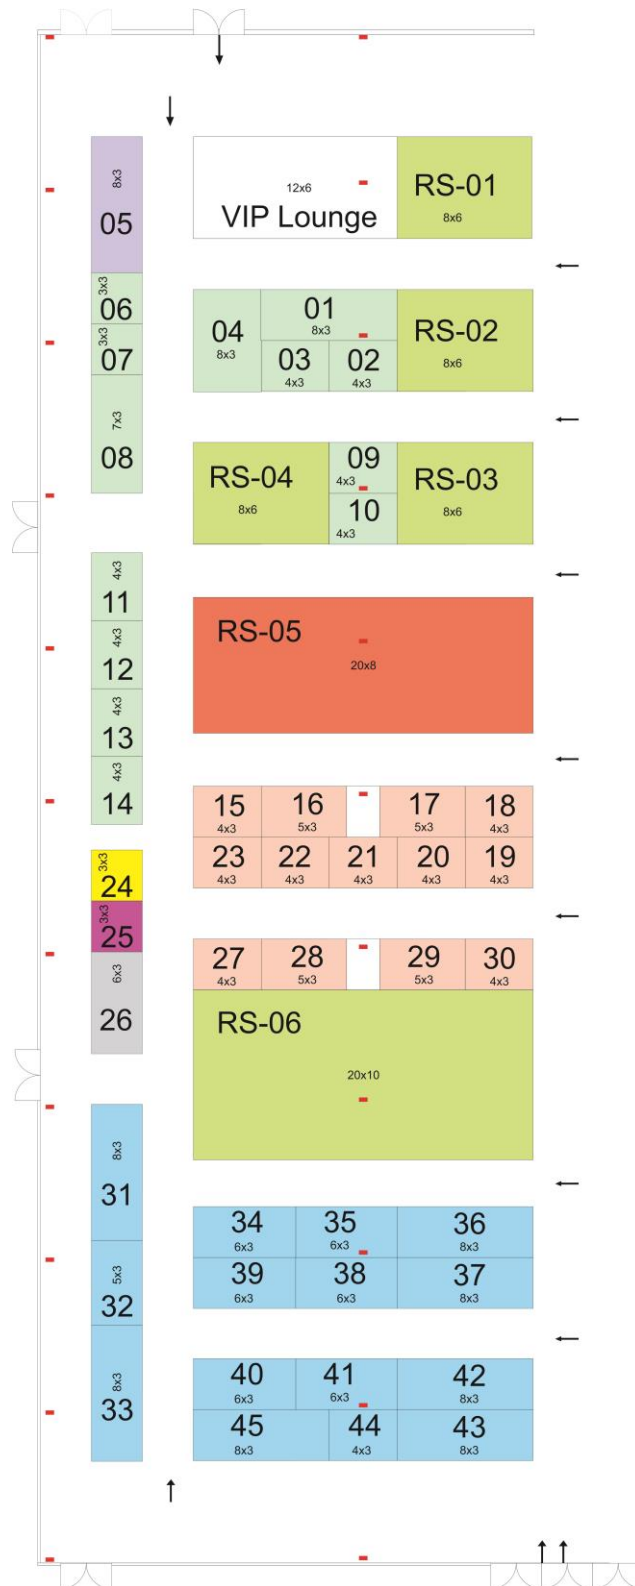 8x3
05
12x6
VIP Lounge
RS-01
8x6
3x3
06
3x3
07
7x3
08
04
8x3
01
8x3
03
4x3
02
4x3
RS-02
8x6
RS-04
8x6
09
4x3
10
4x3
RS-03
8x6
4x3
11
4x3
12
4x3
13
4x3
14
RS-05
20x8
15
4x3
16
5x3
17
5x3
18
4x3
23
4x3
22
4x3
21
4x3
20
4x3
19
4x3
3x3
24
3x3
25
6x3
26
27
4x3
28
5x3
29
5x3
30
4x3
RS-06
20x10
8x3
31
5x3
32
8x3
33
34
6x3
35
6x3
36
8x3
39
6x3
38
6x3
37
8x3
40
6x3
41
6x3
42
8x3
45
8x3
44
4x3
43
8x3